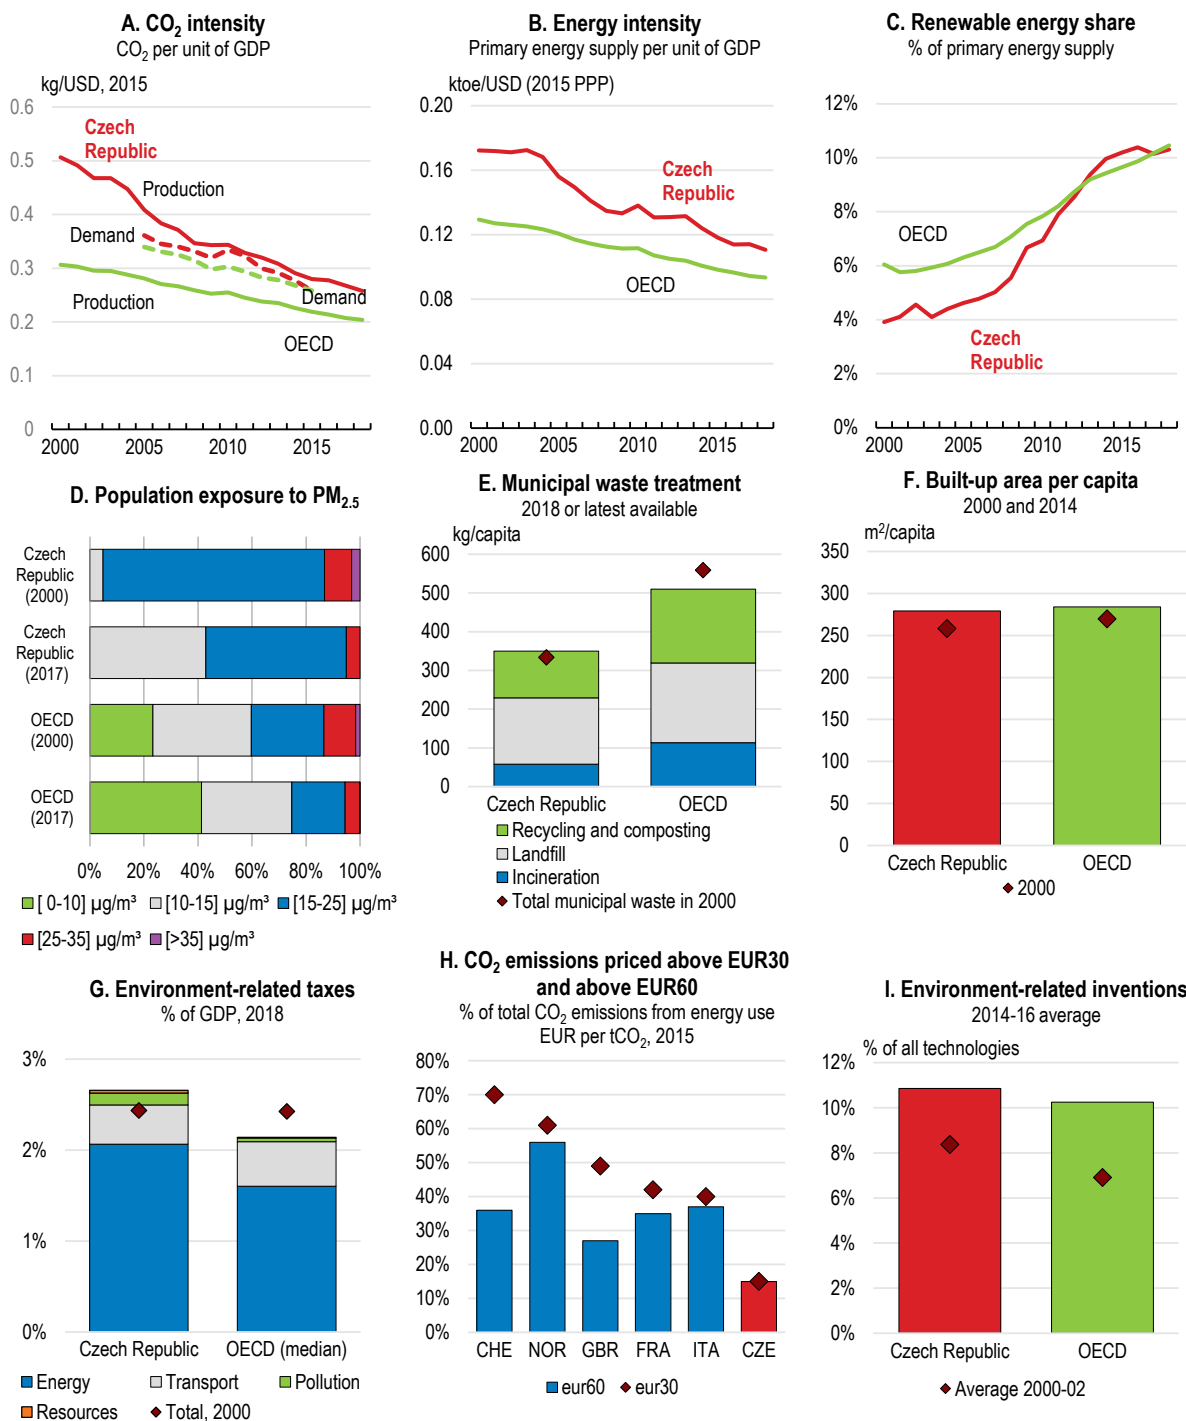 A. CO₂ intensity
CO₂ per unit of GDP
kg/USD, 2015
0.6
0.5
0.4
0.3
0.2
0.1
0
Czech
Republic
Production
Demand
Production
Demand
OECD
2000
2005
2010
2015
B. Energy intensity
Primary energy supply per unit of GDP
ktoe/USD (2015 PPP)
0.20
0.16
0.12
0.08
0.04
0.00
Czech
Republic
OECD
2000
2005
2010
2015
C. Renewable energy share
% of primary energy supply
12%
10%
8%
6%
4%
2%
0%
OECD
Czech
Republic
2000
2005
2010
2015
D. Population exposure to PM₂.₅
Czech
Republic
(2000)
Czech
Republic
(2017)
OECD
(2000)
OECD
(2017)
0%
20%
40%
60%
80%
100%
[ 0-10] µg/m³
[10-15] µg/m³
[15-25] µg/m³
[25-35] µg/m³
[>35] µg/m³
E. Municipal waste treatment
2018 or latest available
kg/capita
600
500
400
300
200
100
0
Czech Republic
OECD
Recycling and composting
Landfill
Incineration
Total municipal waste in 2000
F. Built-up area per capita
2000 and 2014
m²/capita
350
300
250
200
150
100
50
0
Czech Republic
OECD
2000
G. Environment-related taxes
% of GDP, 2018
3%
2%
1%
0%
Czech Republic
OECD (median)
Energy
Transport
Pollution
Resources
Total, 2000
H. CO₂ emissions priced above EUR30
and above EUR60
% of total CO₂ emissions from energy use
EUR per tCO₂, 2015
80%
70%
60%
50%
40%
30%
20%
10%
0%
CHE
NOR
GBR
FRA
ITA
CZE
eur60
eur30
I. Environment-related inventions
2014-16 average
% of all technologies
12%
10%
8%
6%
4%
2%
0%
Czech Republic
OECD
Average 2000-02